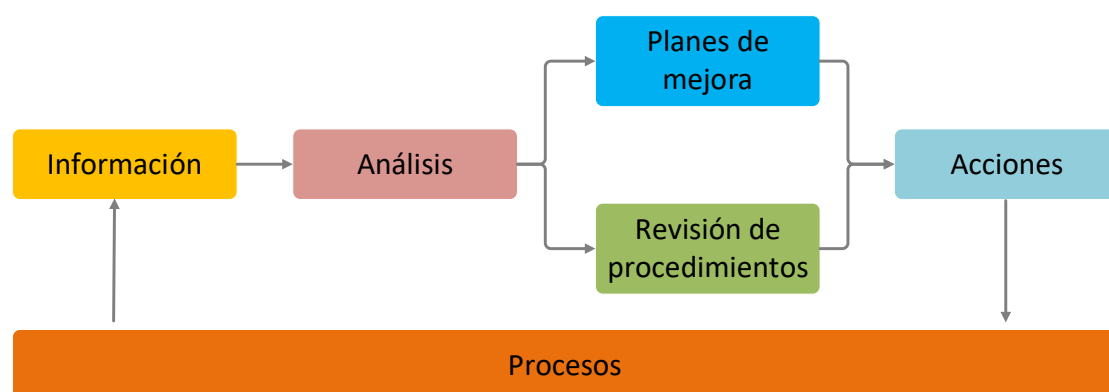 Planes de
mejora
Información
Análisis
Acciones
Revisión de
procedimientos
Procesos